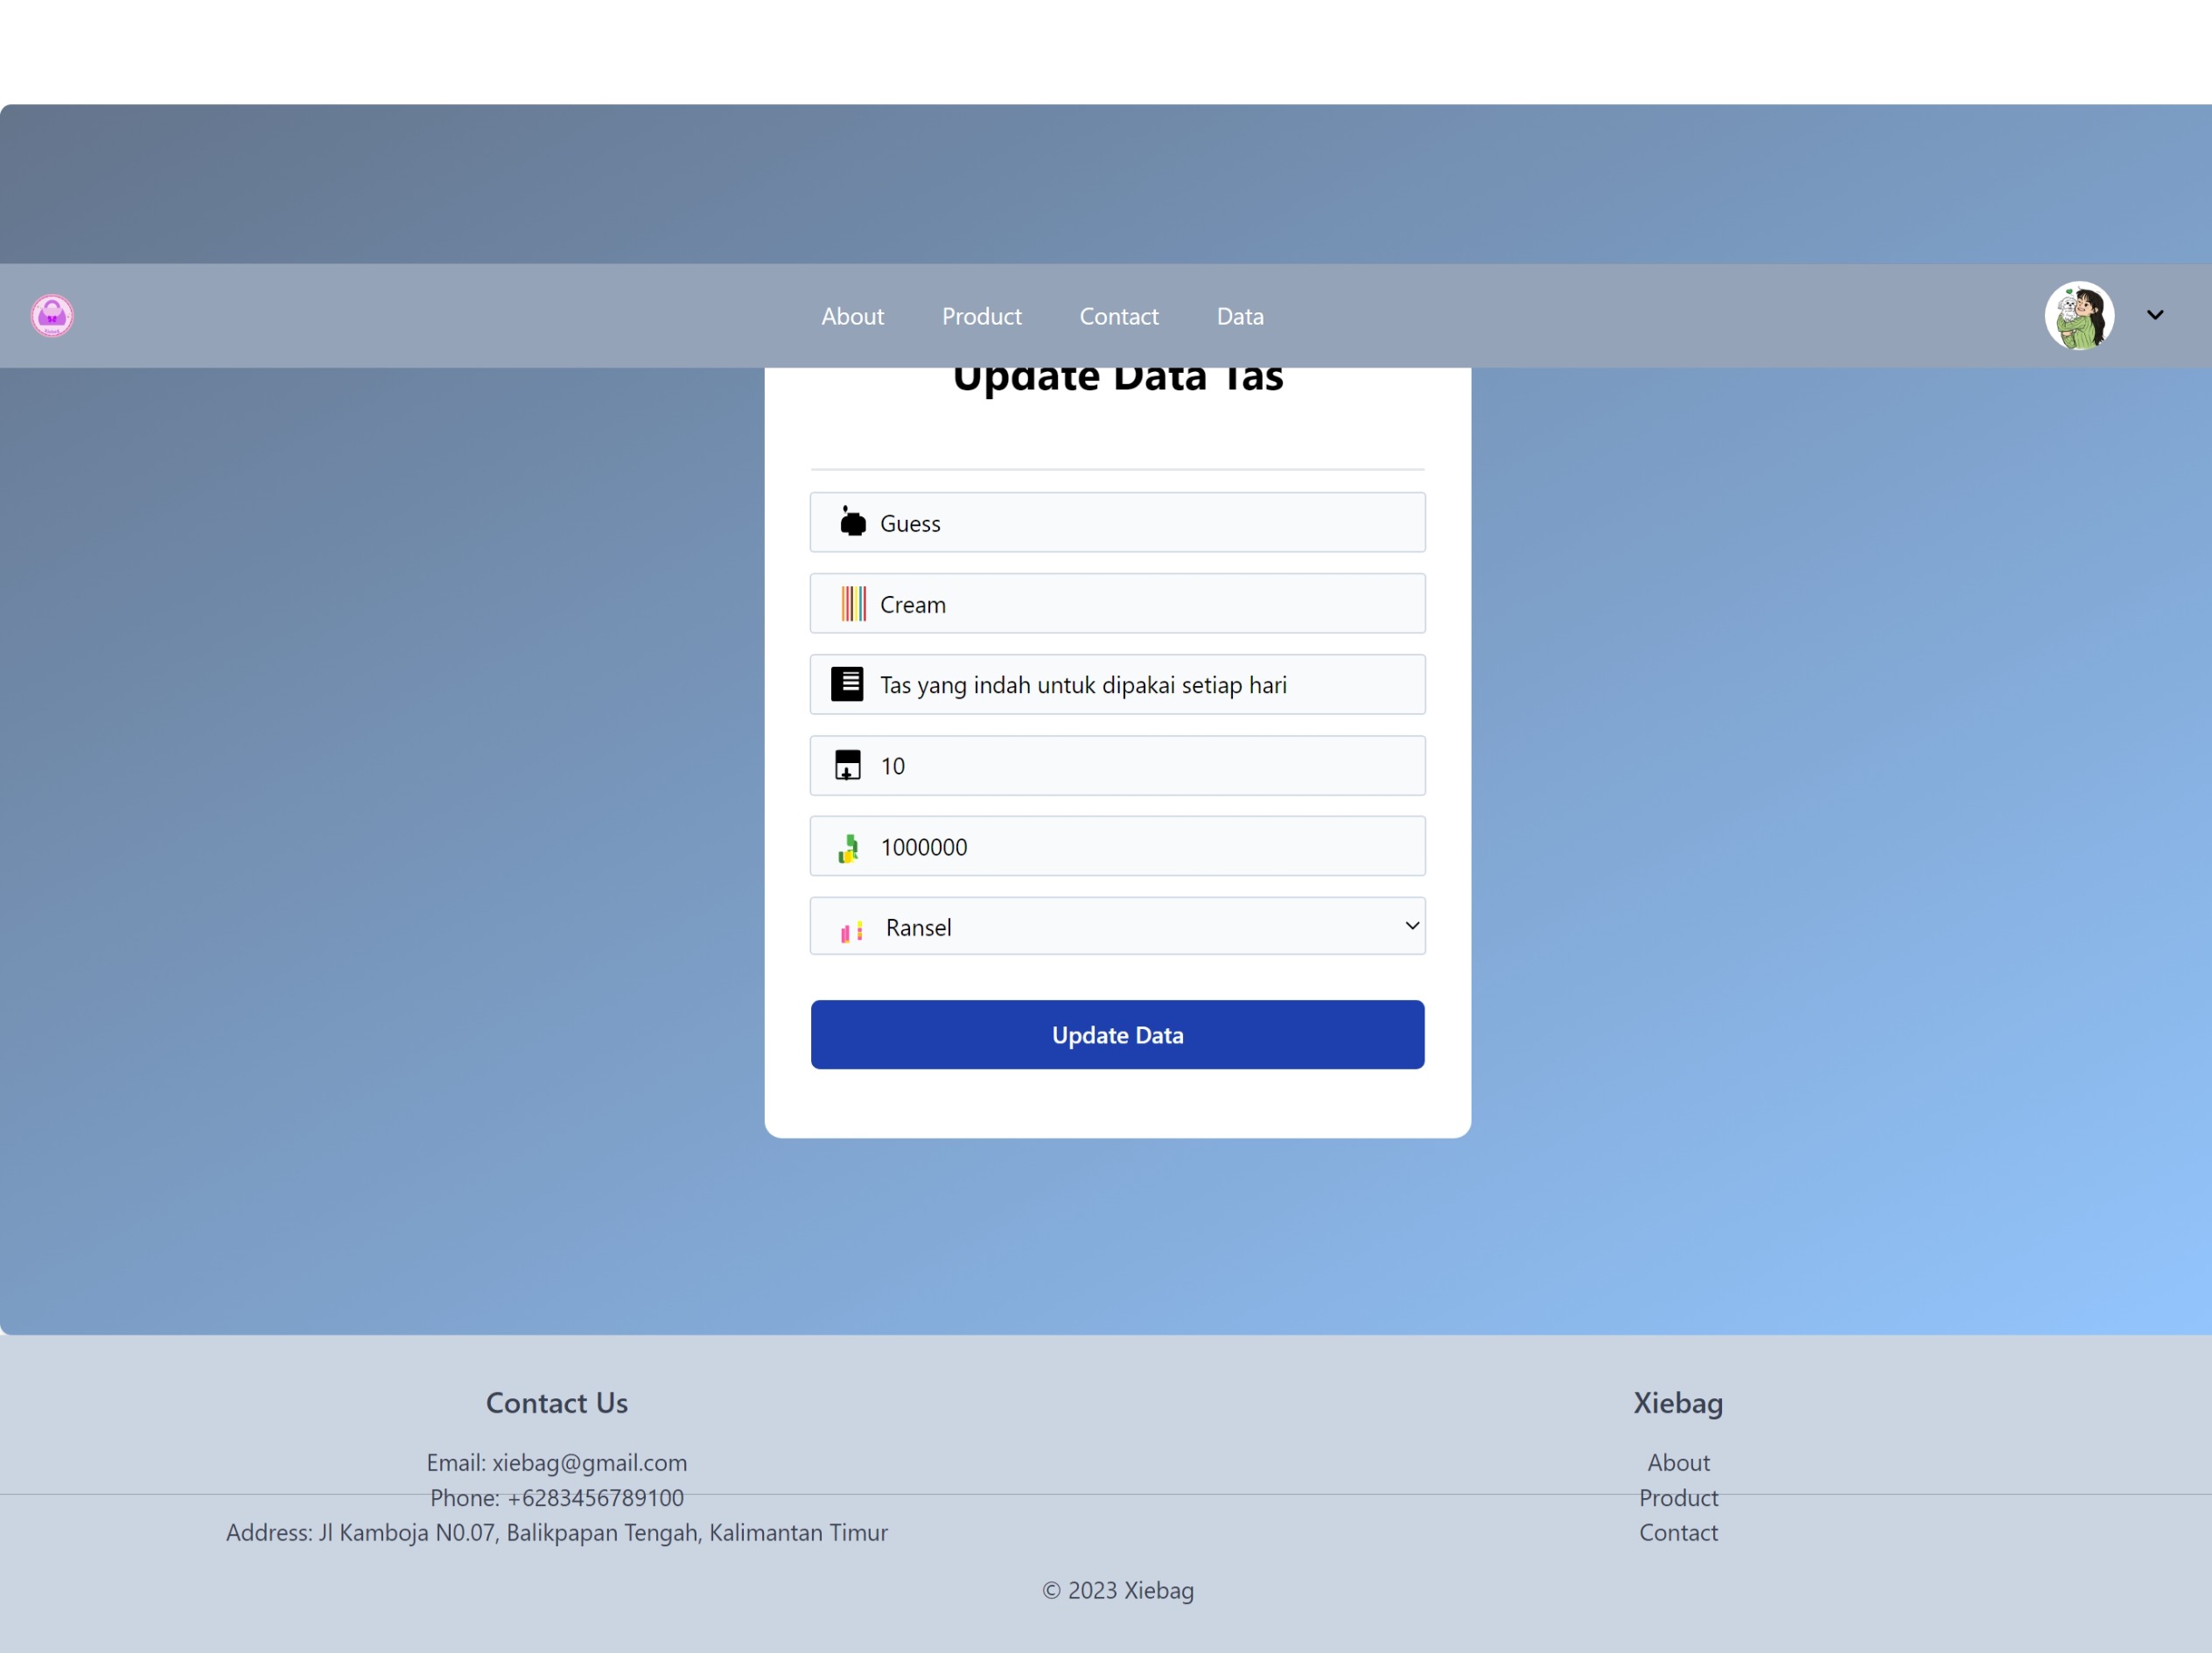 About Product Contact Data
Update Data Tas
Guess
Cream
Tas yang indah untuk dipakai setiap hari
10
1000000
Ransel
Update Data
Contact Us
Email: xiebag@gmail.com
Phone: +6283456789100
Address: Jl Kamboja N0.07, Balikpapan Tengah, Kalimantan Timur
Xiebag
About
Product
Contact
© 2023 Xiebag